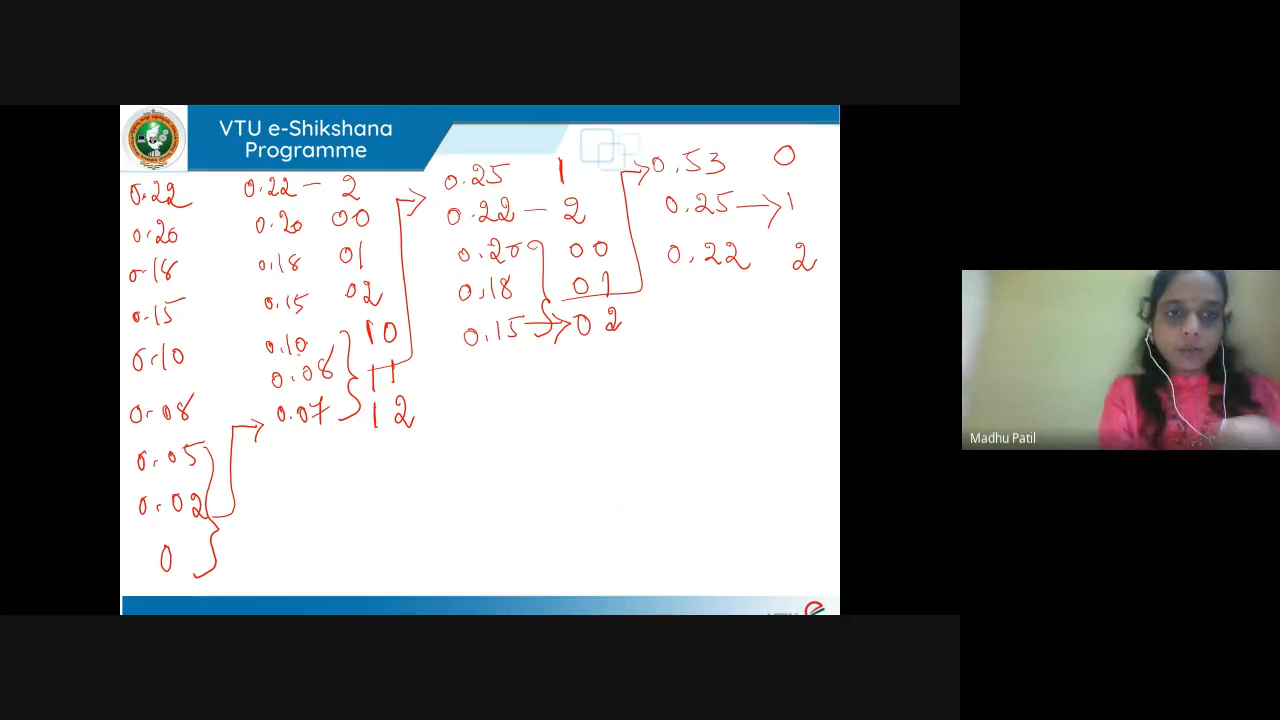 VTU e-Shikshana
Programme
0.22
0.20
0.18
0.15
0.10
0.08
0.05
0.02
0
0.22 – 2
0.20 00
0.18 01
0.15 02
0.10 10
0.08 11
0.07 12
0.25 1
0.22 – 2
0.20 00
0.18 01
0.15 → 02
0.53 0
0.25 → 1
0.22 2
Madhu Patil